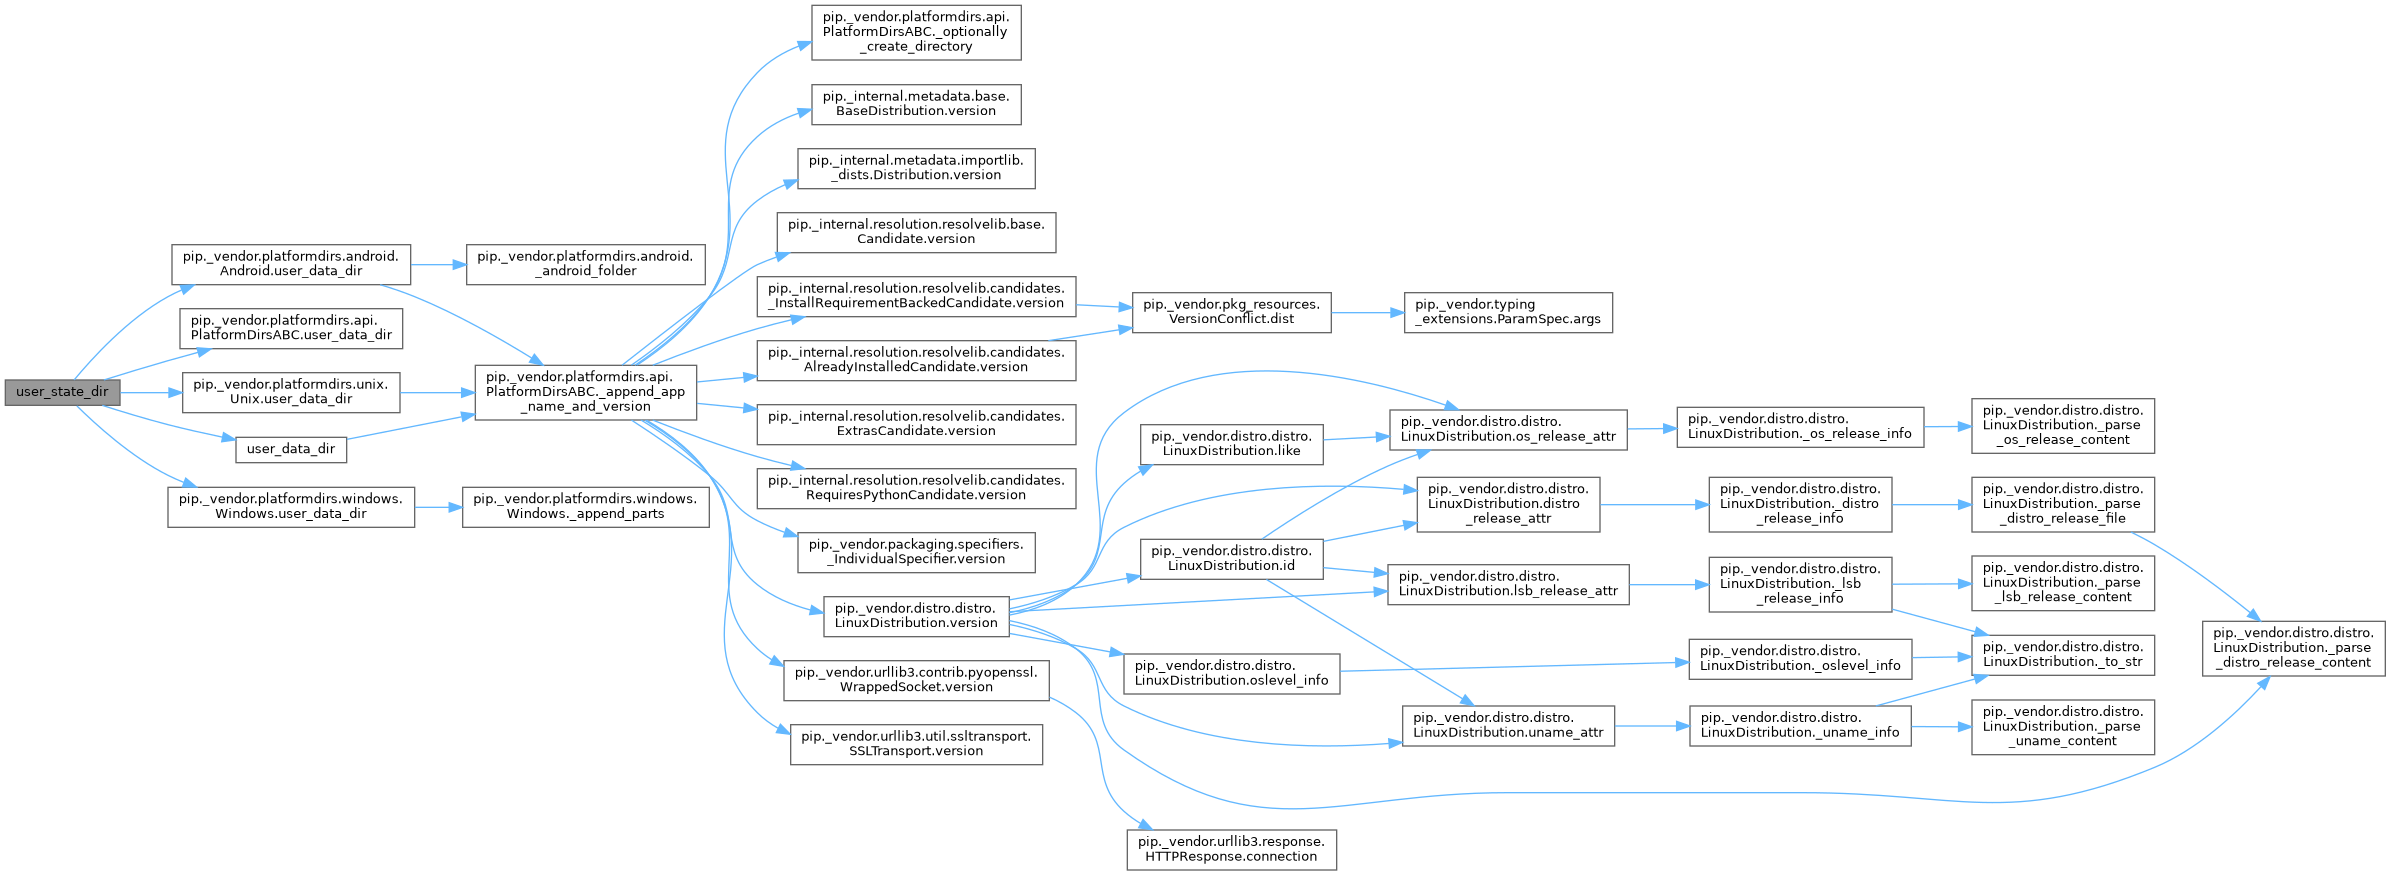 user_state_dir
pip._vendor.platformdirs.android.
Android.user_data_dir
pip._vendor.platformdirs.api.
PlatformDirsABC.user_data_dir
pip._vendor.platformdirs.unix.
Unix.user_data_dir
user_data_dir
pip._vendor.platformdirs.windows.
Windows.user_data_dir
pip._vendor.platformdirs.android.
_android_folder
pip._vendor.platformdirs.api.
PlatformDirsABC._append_app
_name_and_version
pip._vendor.platformdirs.windows.
Windows._append_parts
pip._vendor.platformdirs.api.
PlatformDirsABC._optionally
_create_directory
pip._internal.metadata.base.
BaseDistribution.version
pip._internal.metadata.importlib.
_dists.Distribution.version
pip._internal.resolution.resolvelib.base.
Candidate.version
pip._internal.resolution.resolvelib.candidates.
_InstallRequirementBackedCandidate.version
pip._internal.resolution.resolvelib.candidates.
AlreadyInstalledCandidate.version
pip._internal.resolution.resolvelib.candidates.
ExtrasCandidate.version
pip._internal.resolution.resolvelib.candidates.
RequiresPythonCandidate.version
pip._vendor.packaging.specifiers.
_IndividualSpecifier.version
pip._vendor.distro.distro.
LinuxDistribution.version
pip._vendor.urllib3.contrib.pyopenssl.
WrappedSocket.version
pip._vendor.urllib3.util.ssltransport.
SSLTransport.version
pip._vendor.pkg_resources.
VersionConflict.dist
pip._vendor.distro.distro.
LinuxDistribution.like
pip._vendor.distro.distro.
LinuxDistribution.id
pip._vendor.distro.distro.
LinuxDistribution.oslevel_info
pip._vendor.urllib3.response.
HTTPResponse.connection
pip._vendor.typing
_extensions.ParamSpec.args
pip._vendor.distro.distro.
LinuxDistribution.os_release_attr
pip._vendor.distro.distro.
LinuxDistribution.distro
_release_attr
pip._vendor.distro.distro.
LinuxDistribution.lsb_release_attr
pip._vendor.distro.distro.
LinuxDistribution.uname_attr
pip._vendor.distro.distro.
LinuxDistribution._os_release_info
pip._vendor.distro.distro.
LinuxDistribution._distro
_release_info
pip._vendor.distro.distro.
LinuxDistribution._lsb
_release_info
pip._vendor.distro.distro.
LinuxDistribution._oslevel_info
pip._vendor.distro.distro.
LinuxDistribution._uname_info
pip._vendor.distro.distro.
LinuxDistribution._parse
_os_release_content
pip._vendor.distro.distro.
LinuxDistribution._parse
_distro_release_file
pip._vendor.distro.distro.
LinuxDistribution._parse
_lsb_release_content
pip._vendor.distro.distro.
LinuxDistribution._to_str
pip._vendor.distro.distro.
LinuxDistribution._parse
_uname_content
pip._vendor.distro.distro.
LinuxDistribution._parse
_distro_release_content